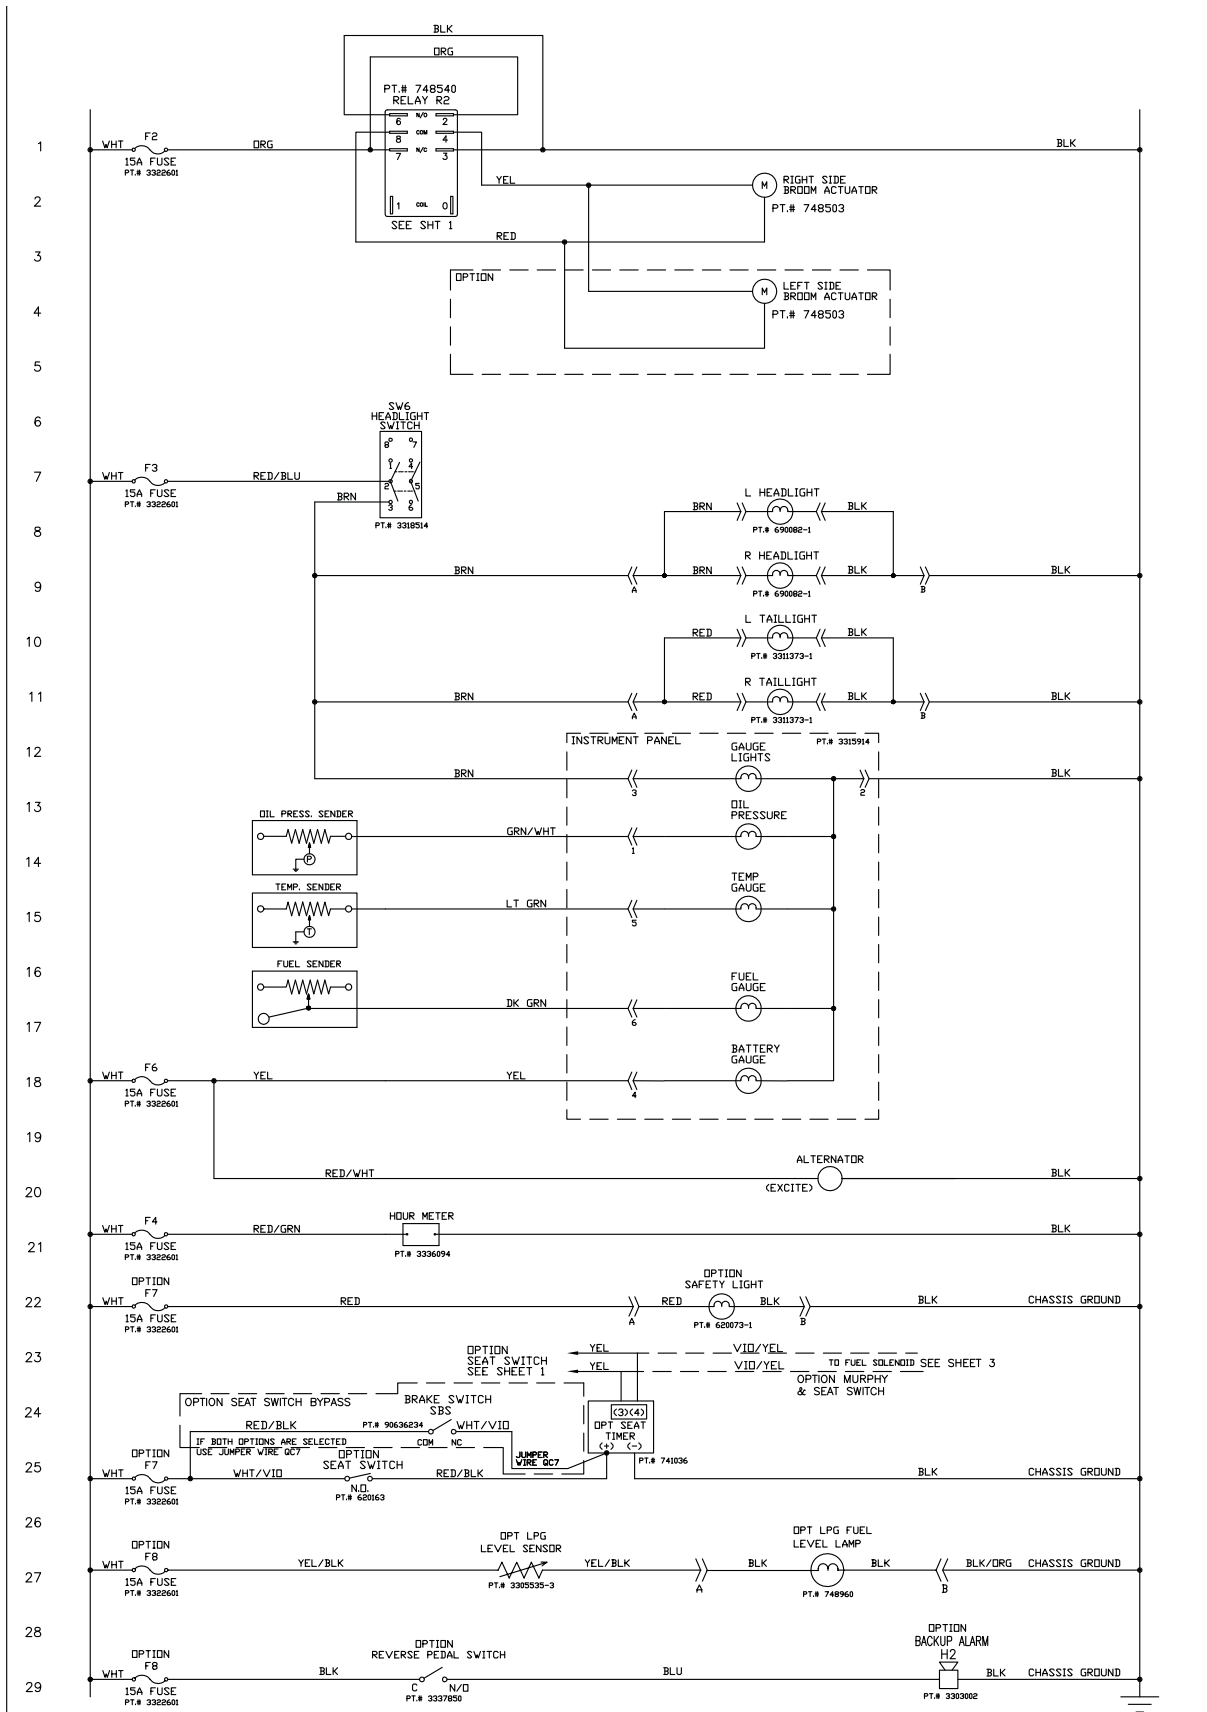 BLK
ORG
PT.# 748540
RELAY R2
6 N/O 2
8 COM 4
7 N/C 3
1 COIL 0
SEE SHT 1
1
WHT
F2
15A FUSE
PT.# 3322601
ORG
BLK
YEL
M
RIGHT SIDE
BROOM ACTUATOR
PT.# 748503
2
RED
3
OPTION
M
LEFT SIDE
BROOM ACTUATOR
PT.# 748503
4
5
6
SW6
HEADLIGHT
SWITCH
8 7
1 4
2 5
3 6
PT.# 3318514
7
WHT
F3
15A FUSE
PT.# 3322601
RED/BLU
BRN
8
L HEADLIGHT
BRN
BLK
PT.# 690082-1
9
BRN
A
R HEADLIGHT
BRN
BLK
PT.# 690082-1
B
BLK
10
L TAILLIGHT
RED
BLK
PT.# 3311373-1
11
BRN
A
R TAILLIGHT
RED
BLK
PT.# 3311373-1
B
BLK
12
INSTRUMENT PANEL
PT.# 3315914
GAUGE
LIGHTS
BRN
3
2
BLK
13
OIL PRESS. SENDER
P
GRN/WHT
1
OIL
PRESSURE
14
TEMP. SENDER
T
LT GRN
5
TEMP
GAUGE
15
16
FUEL SENDER
DK GRN
6
FUEL
GAUGE
17
BATTERY
GAUGE
18
WHT
F6
15A FUSE
PT.# 3322601
YEL
YEL
4
19
RED/WHT
ALTERNATOR
(EXCITE)
BLK
20
21
WHT
F4
15A FUSE
PT.# 3322601
RED/GRN
HOUR METER
PT.# 3336094
BLK
22
OPTION
F7
WHT
15A FUSE
PT.# 3322601
RED
A
RED
OPTION
SAFETY LIGHT
PT.# 620073-1
BLK
B
BLK
CHASSIS GROUND
23
OPTION
SEAT SWITCH
SEE SHEET 1
YEL
VIO/YEL
YEL
VIO/YEL
TO FUEL SOLENOID SEE SHEET 3
OPTION MURPHY
& SEAT SWITCH
24
OPTION SEAT SWITCH BYPASS
BRAKE SWITCH
SBS
RED/BLK
PT.# 90636234
WHT/VIO
COM NC
IF BOTH OPTIONS ARE SELECTED
USE JUMPER WIRE QC7
JUMPER
WIRE QC7
(3)(4)
OPT SEAT
TIMER
(+) (-)
PT.# 741036
25
OPTION
F7
WHT
15A FUSE
PT.# 3322601
WHT/VIO
OPTION
SEAT SWITCH
N.O.
PT.# 620163
RED/BLK
BLK
CHASSIS GROUND
26
27
OPTION
F8
WHT
15A FUSE
PT.# 3322601
YEL/BLK
OPT LPG
LEVEL SENSOR
PT.# 3305535-3
YEL/BLK
A
BLK
OPT LPG FUEL
LEVEL LAMP
PT.# 748960
BLK
B
BLK/ORG
CHASSIS GROUND
28
29
OPTION
F8
WHT
15A FUSE
PT.# 3322601
BLK
OPTION
REVERSE PEDAL SWITCH
C N/O
PT.# 3337850
BLU
OPTION
BACKUP ALARM
H2
PT.# 3303002
BLK
CHASSIS GROUND